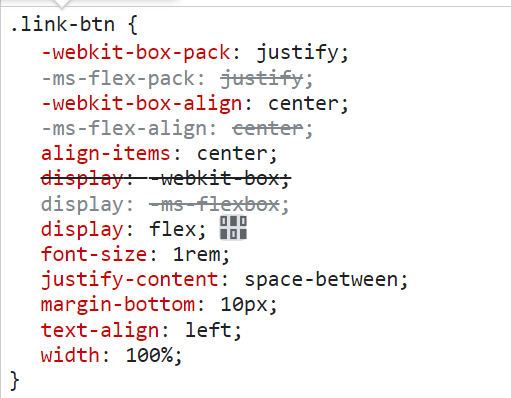 .link-btn {
-webkit-box-pack: justify;
-ms-flex-pack: justify;
-webkit-box-align: center;
-ms-flex-align: center;
align-items: center;
display: -webkit-box;
display: -ms-flexbox;
display: flex;
font-size: 1rem;
justify-content: space-between;
margin-bottom: 10px;
text-align: left;
width: 100%;
}